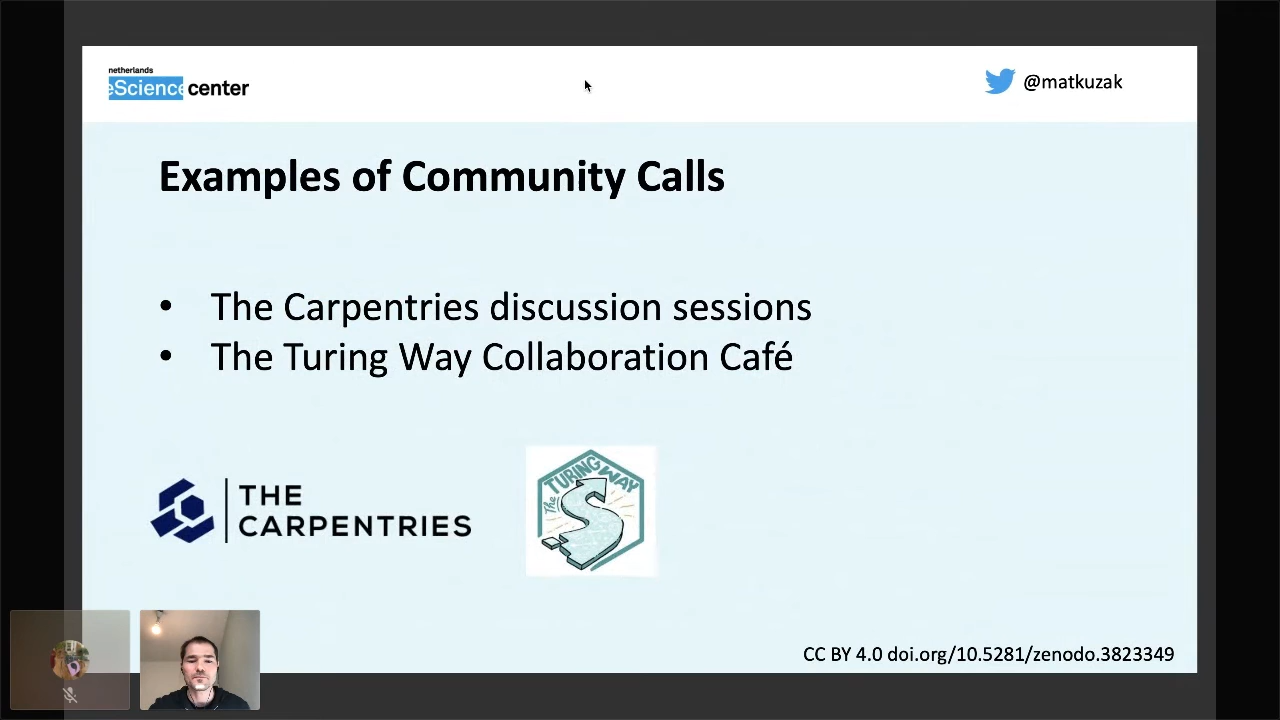 netherlands
eScience center
@matkuzak
Examples of Community Calls
• The Carpentries discussion sessions
• The Turing Way Collaboration Café
THE
CARPENTRIES
The TURING WAY
CC BY 4.0 doi.org/10.5281/zenodo.3823349